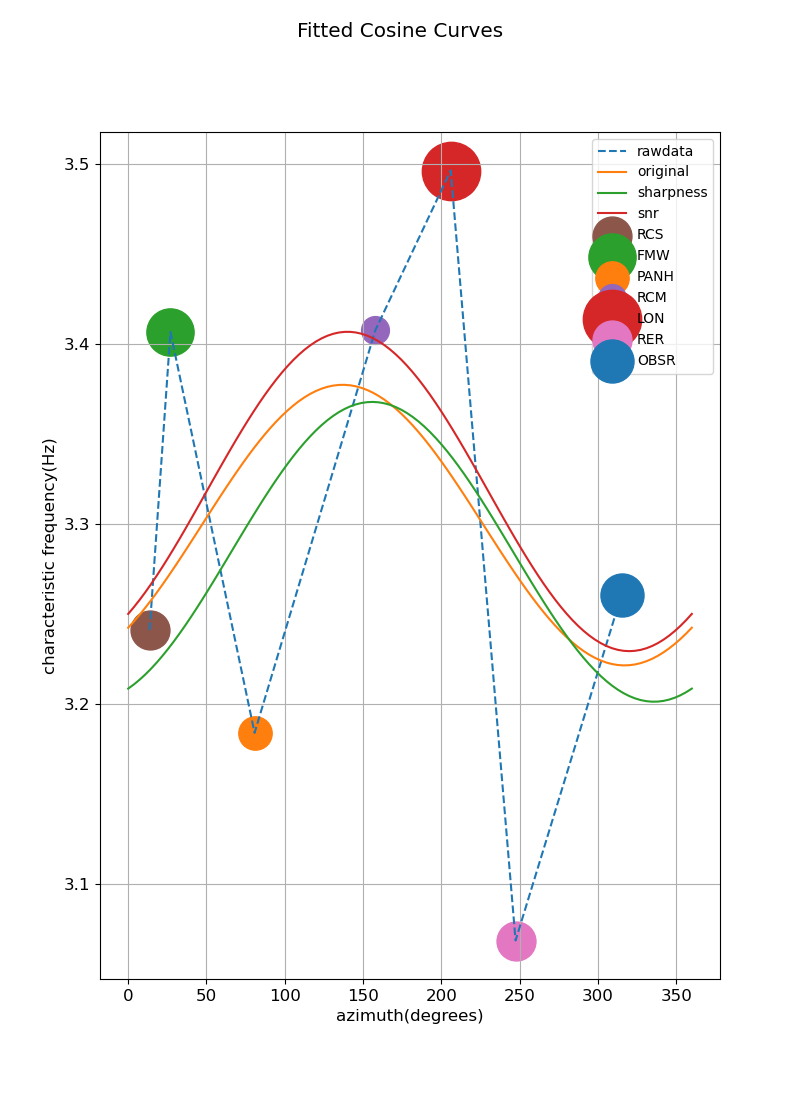 Fitted Cosine Curves
characteristic frequency(Hz)
3.5
3.4
3.3
3.2
3.1
rawdata
original
sharpness
snr
RCS
FMW
PANH
RCM
LON
RER
OBSR
0 50 100 150 200 250 300 350
azimuth(degrees)